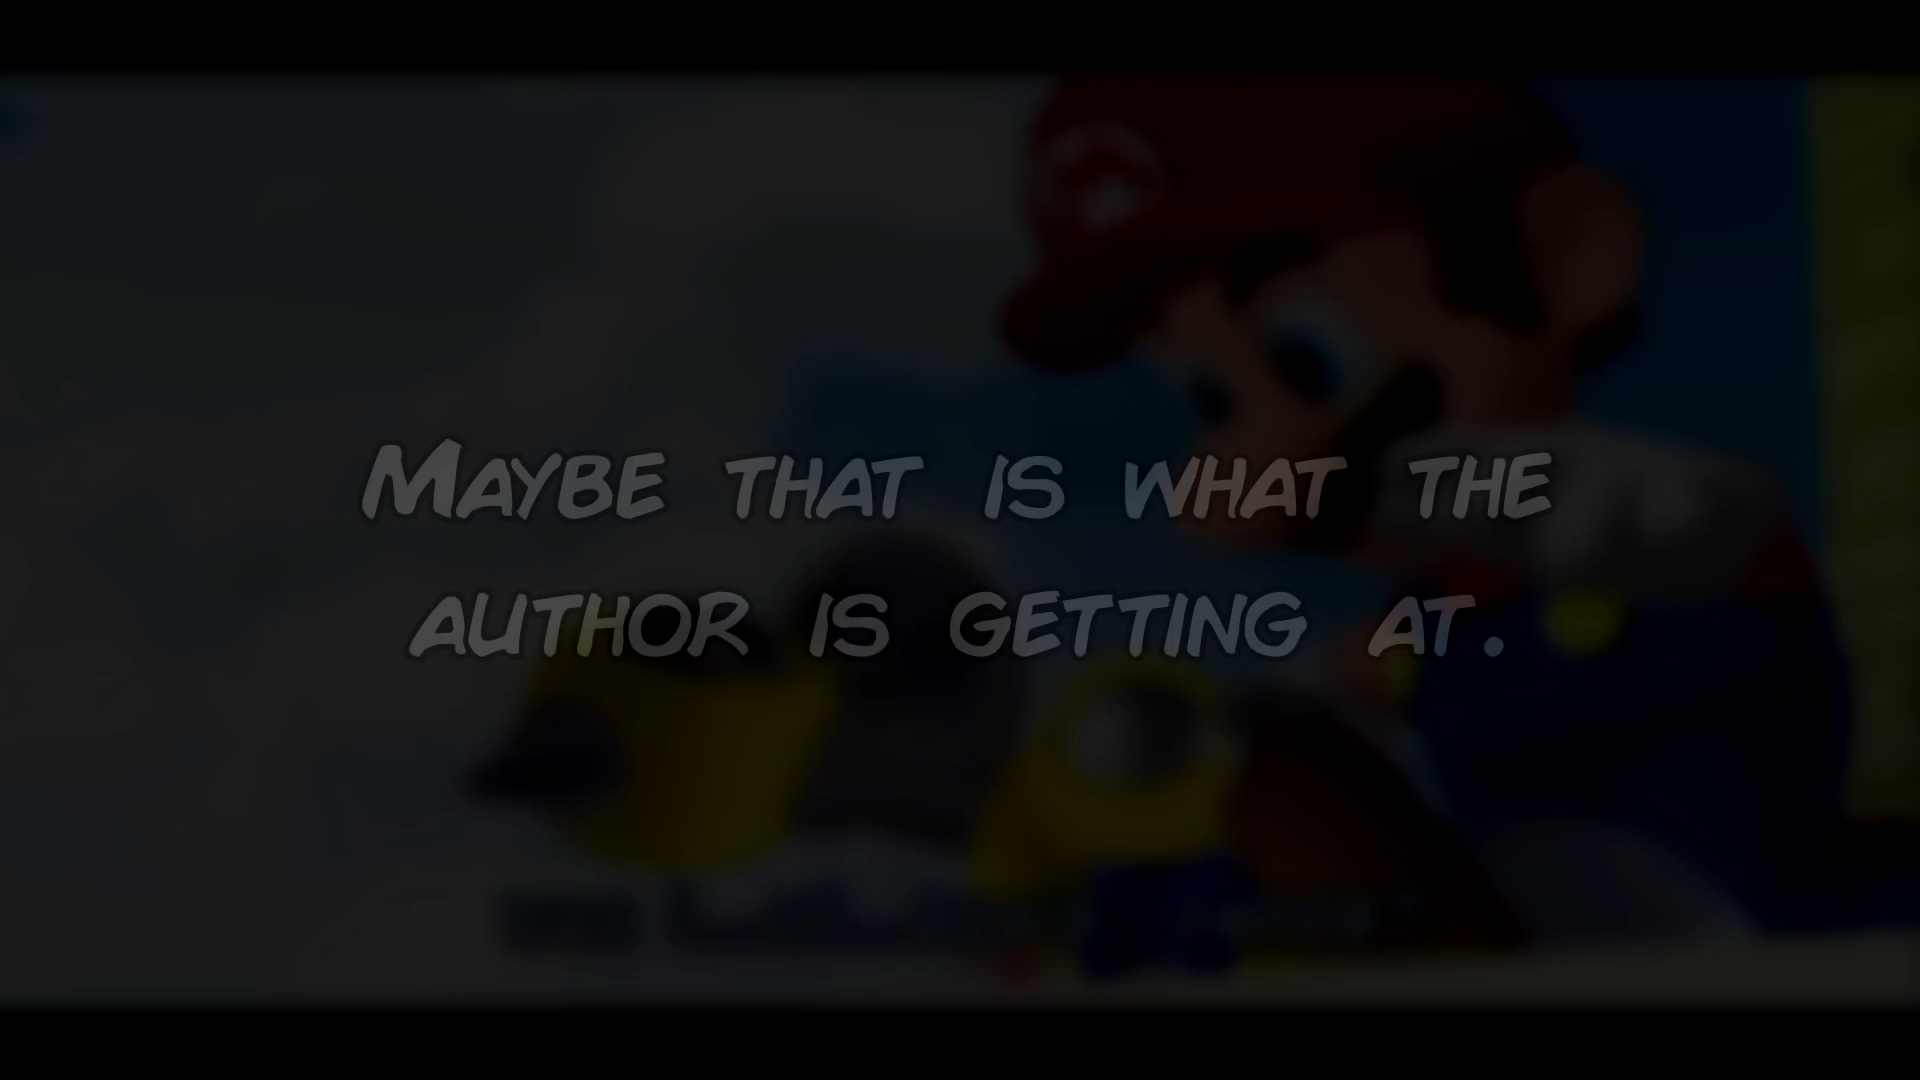 Maybe that is what the
author is getting at.